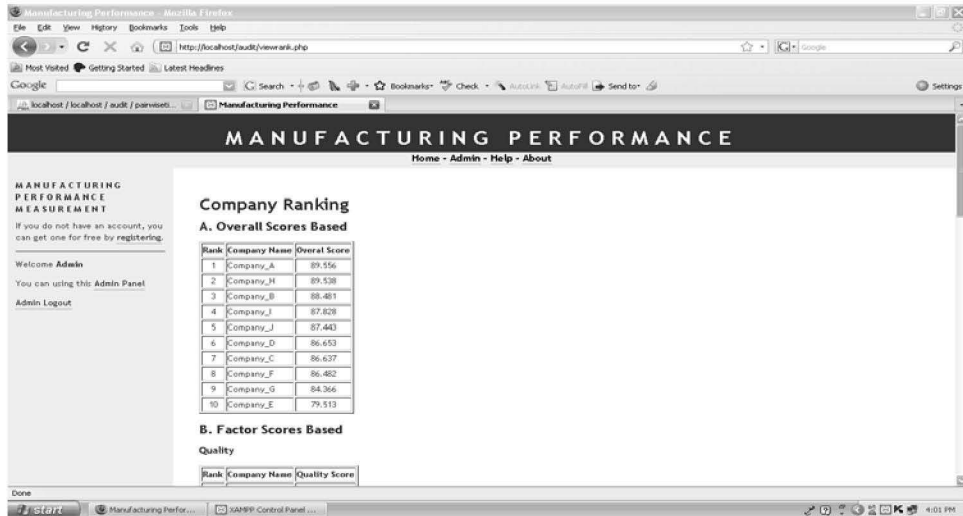 Manufacturing Performance - Mozilla Firefox
File Edit View History Bookmarks Tools Help
http://localhost/audit/viewrank.php
Google
Most Visited Getting Started Latest Headlines
Google
Search Bookmarks Check AutoLink AutoFill Send to Settings
localhost / localhost / audit / pairwiseti...
Manufacturing Performance
MANUFACTURING PERFORMANCE
Home - Admin - Help - About
MANUFACTURING
PERFORMANCE
MEASUREMENT
If you do not have an account, you
can get one for free by registering.
Welcome Admin
You can using this Admin Panel
Admin Logout
Company Ranking
A. Overall Scores Based
Rank Company Name Overal Score
1 Company_A 89.556
2 Company_H 89.538
3 Company_B 88.481
4 Company_I 87.828
5 Company_J 87.443
6 Company_D 86.653
7 Company_C 86.637
8 Company_F 86.482
9 Company_G 84.366
10 Company_E 79.513
B. Factor Scores Based
Quality
Rank Company Name Quality Score
Done
start
Manufacturing Perfor...
XAMPP Control Panel ...
4:01 PM